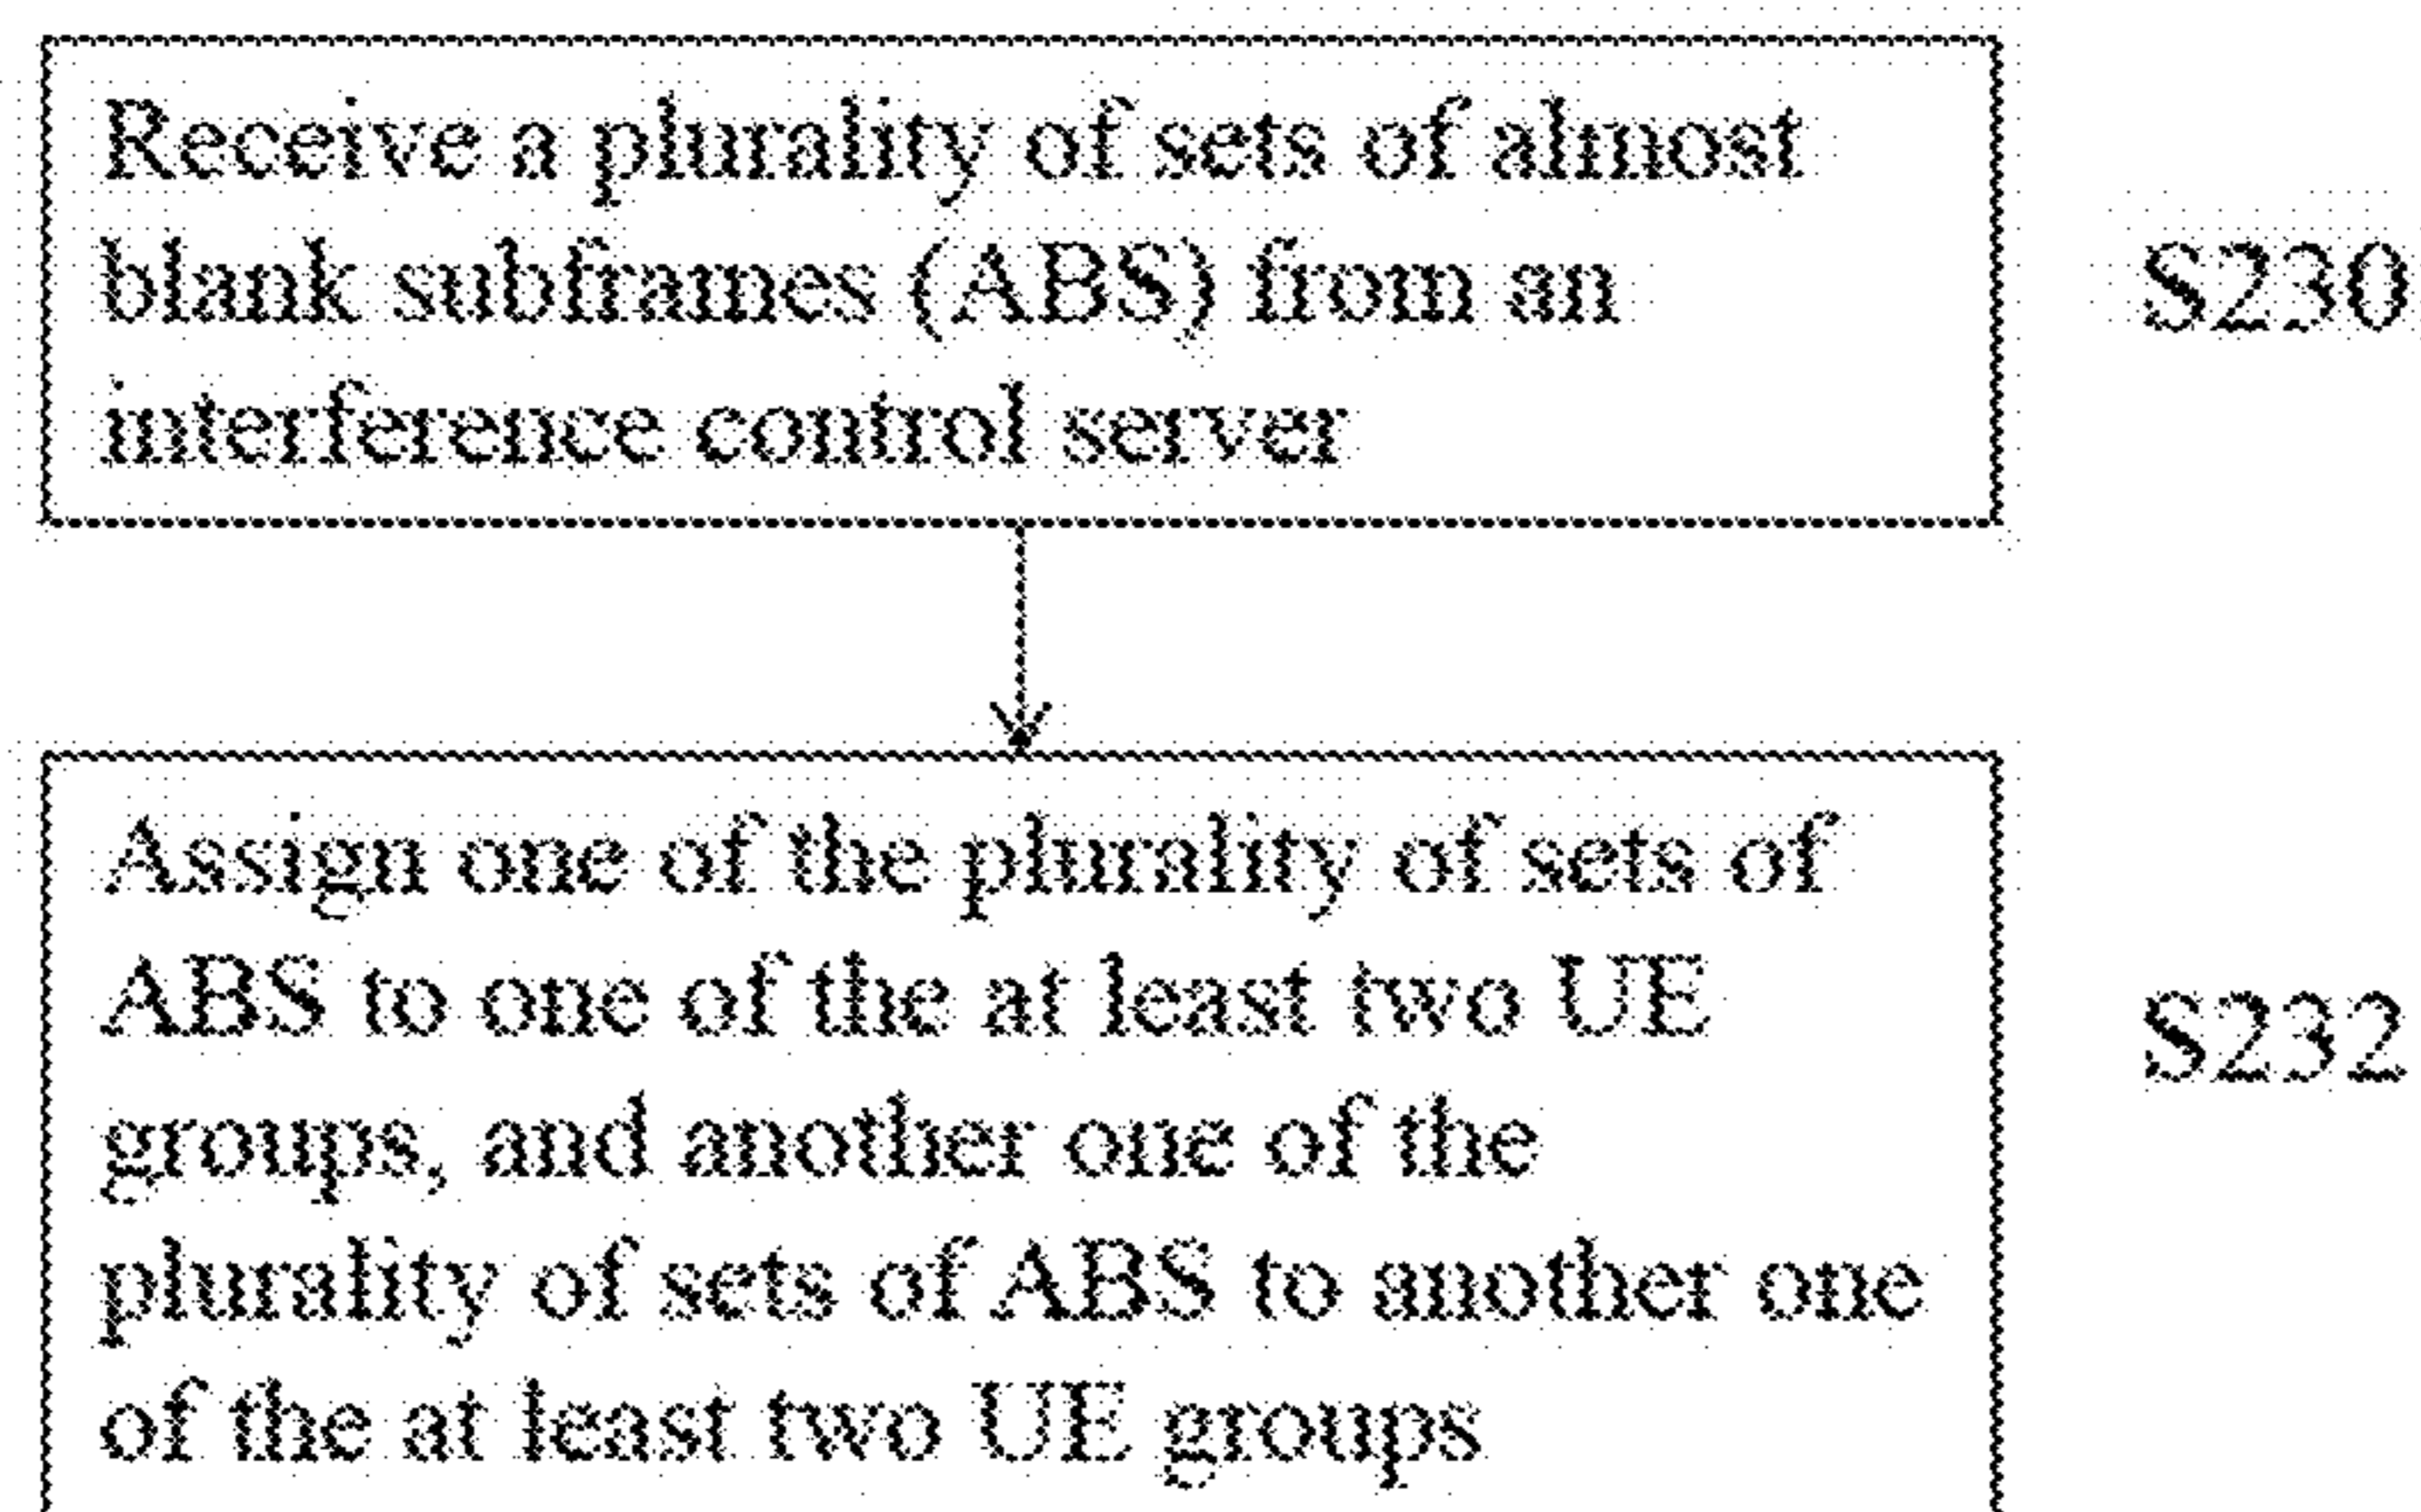 Receive a plurality of sets of almost
blank subframes (ABS) from an
interference control server
S230
Assign one of the plurality of sets of
ABS to one of the at least two UE
groups, and another one of the
plurality of sets of ABS to another one
of the at least two UE groups
S232